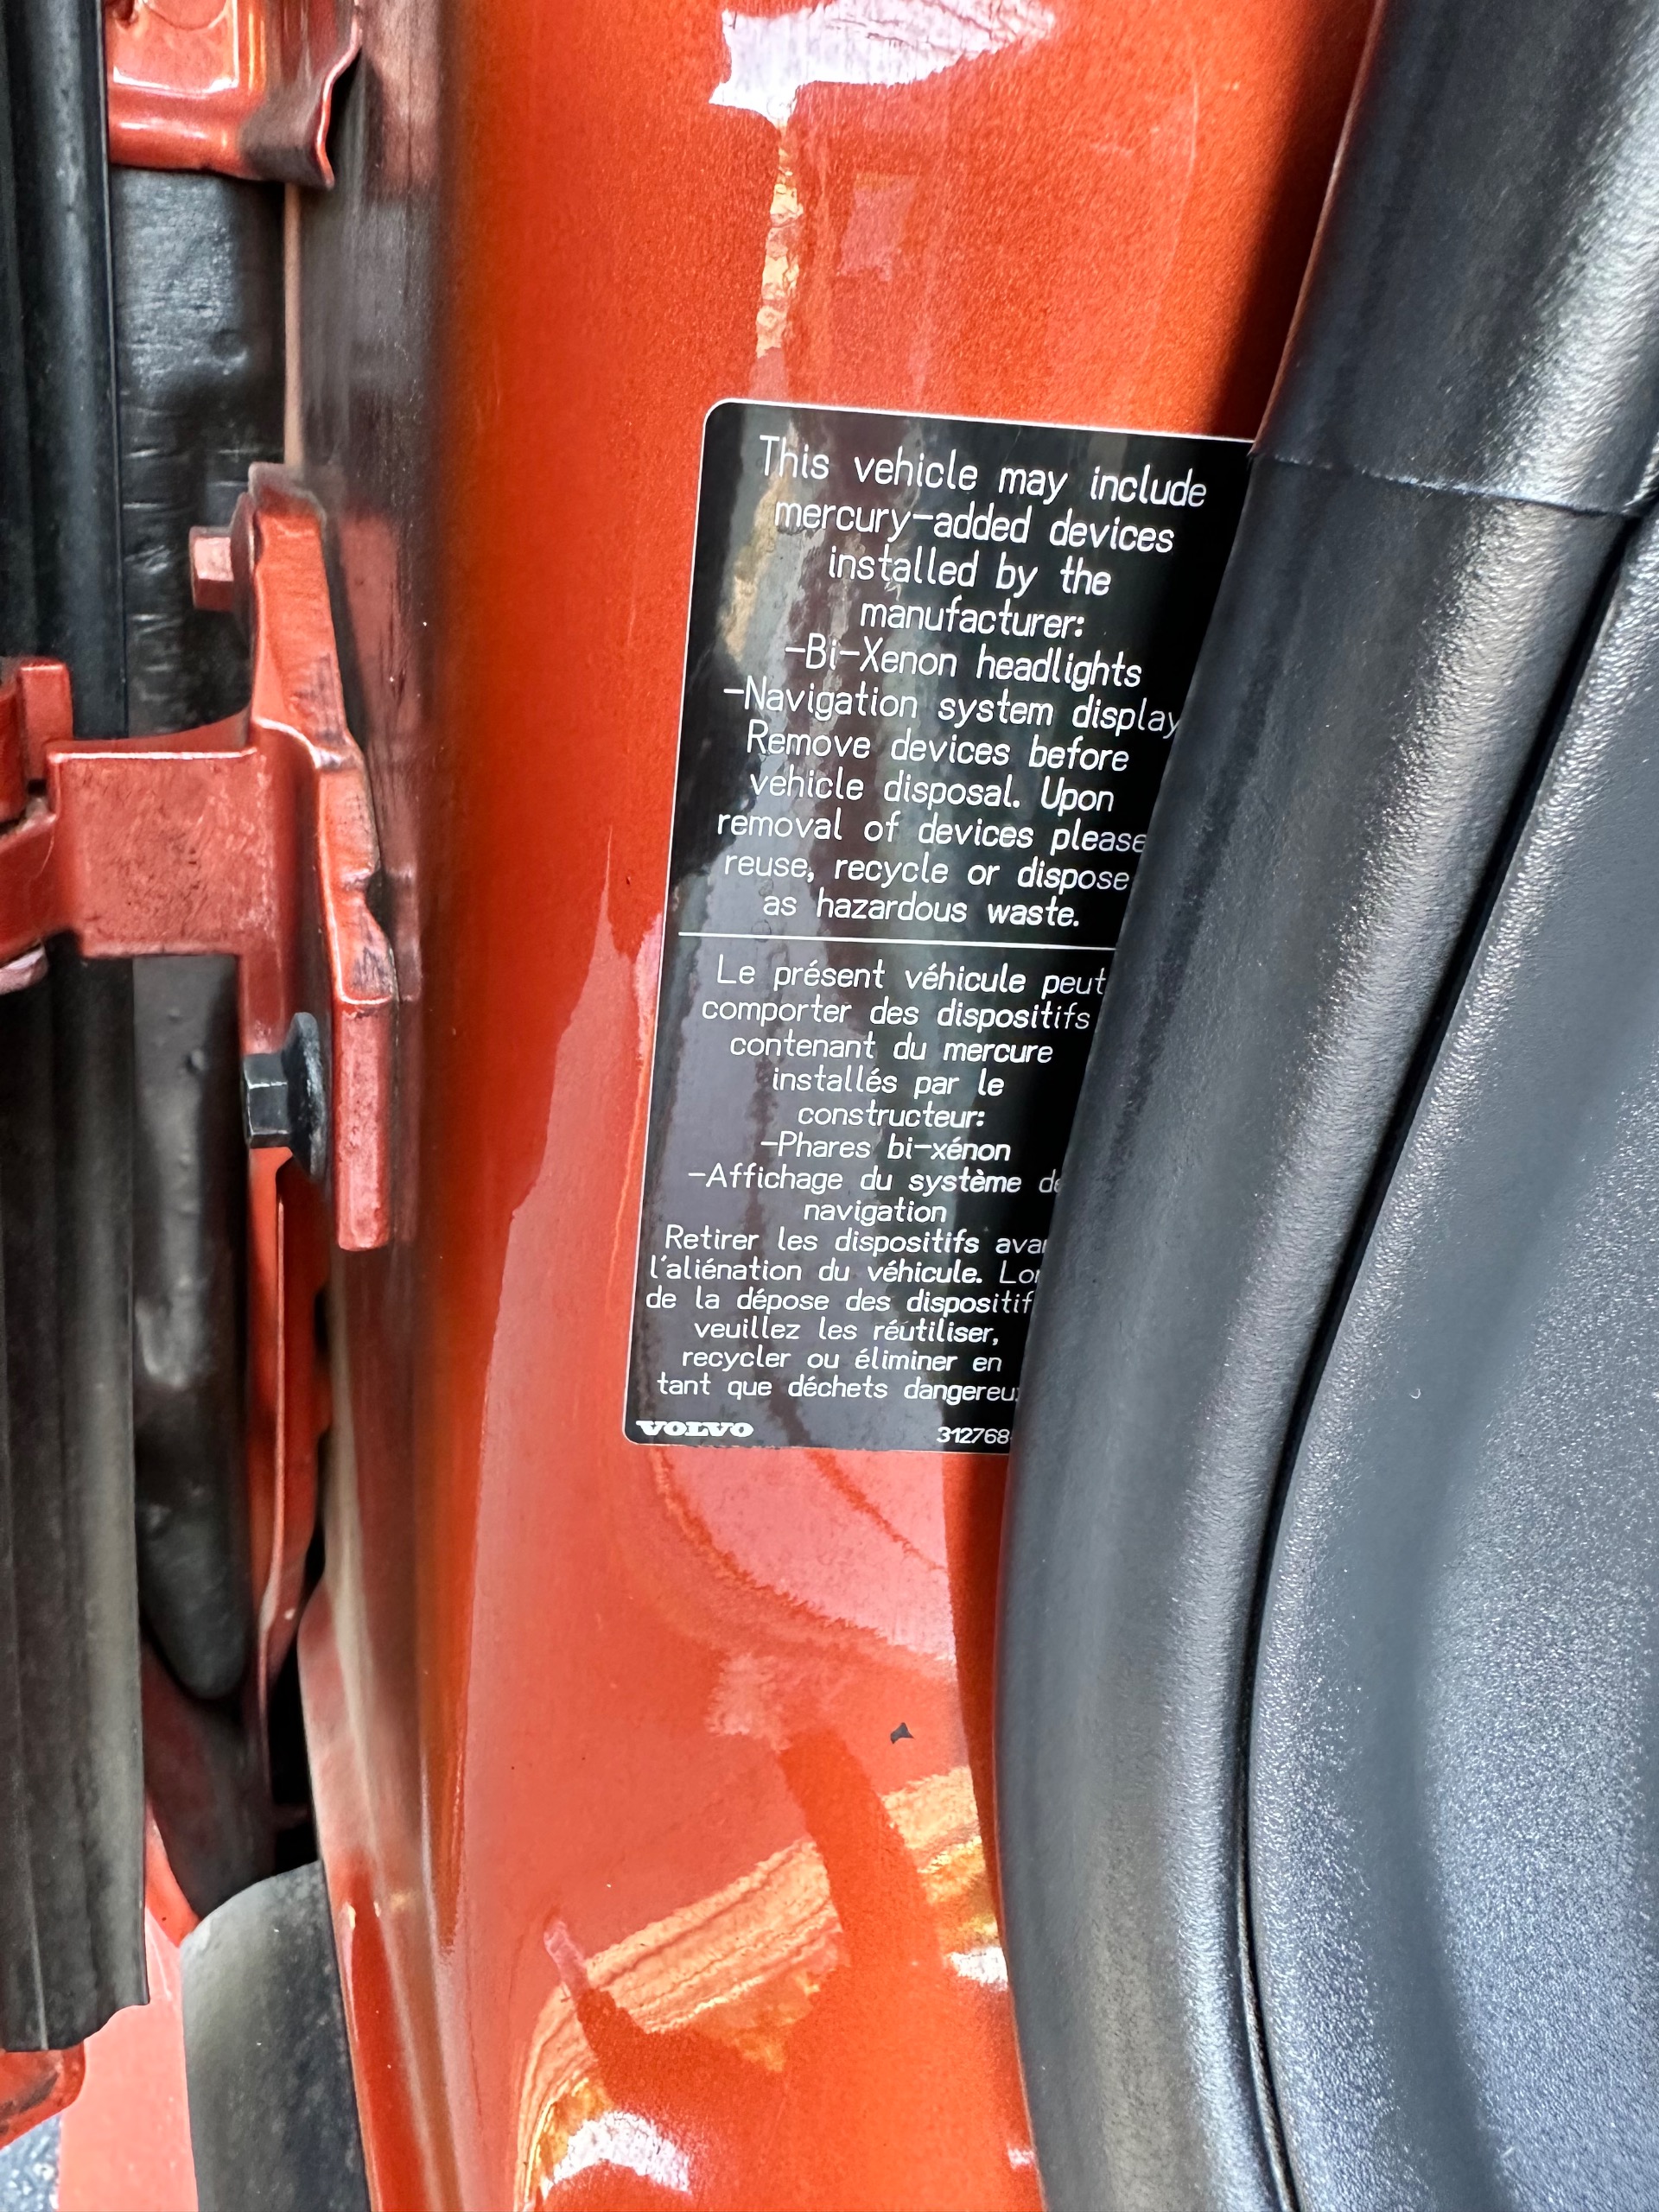 This vehicle may include
mercury-added devices
installed by the
manufacturer:
-Bi-Xenon headlights
-Navigation system display
Remove devices before
vehicle disposal. Upon
removal of devices please
reuse, recycle or dispose
as hazardous waste.
Le présent véhicule peut
comporter des dispositifs
contenant du mercure
installés par le
constructeur:
-Phares bi-xénon
-Affichage du système de
navigation
Retirer les dispositifs
l'aliénation du véhicule.
de la dépose des dispositif
veuillez les réutiliser,
recycler ou éliminer en
tant que déchets
VOLVO
312768